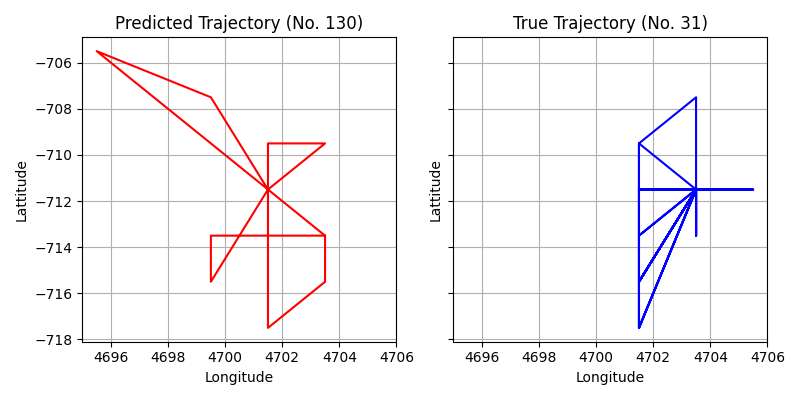 Predicted Trajectory (No. 130)
True Trajectory (No. 31)
−706
−708
−710
−712
−714
−716
−718
Lattitude
Lattitude
4696 4698 4700 4702 4704 4706
4696 4698 4700 4702 4704 4706
Longitude
Longitude